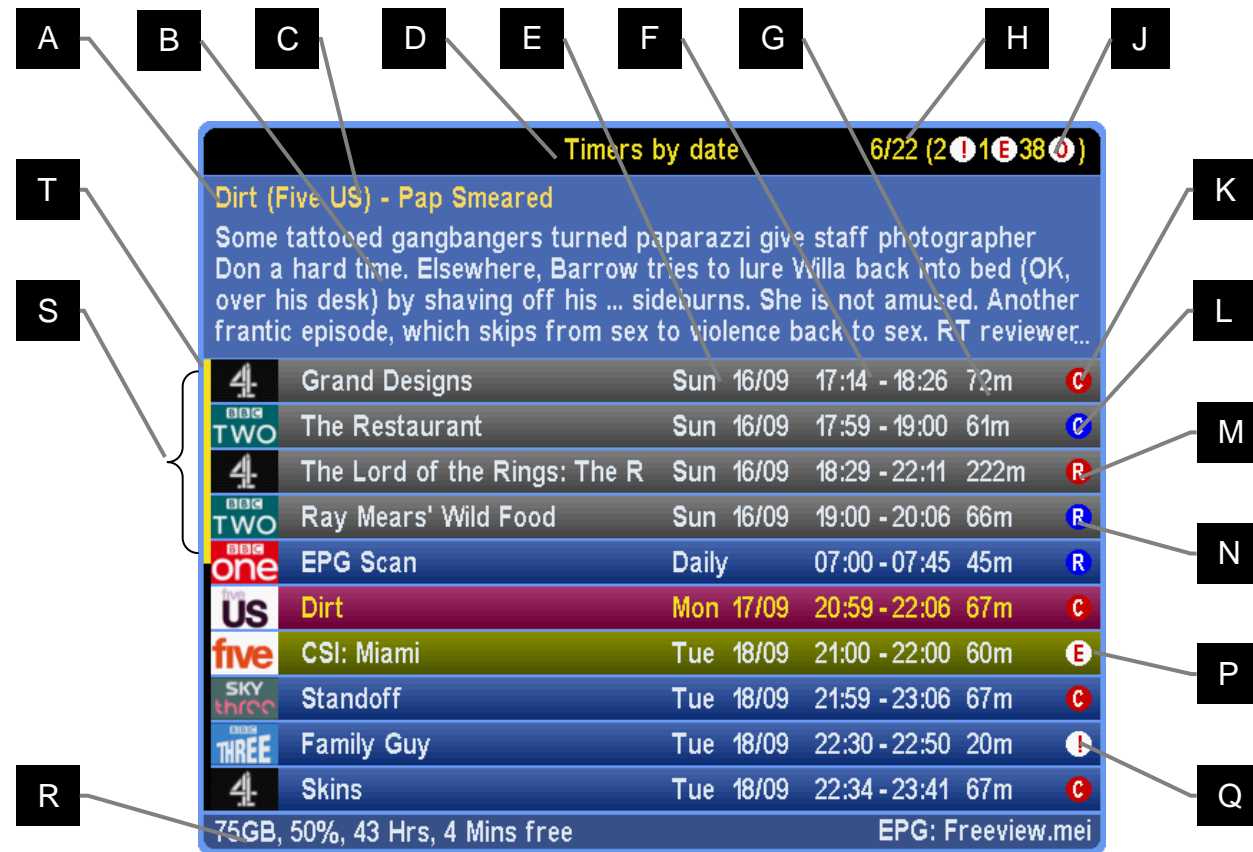 A B C D E F G H J
Timers by date 6/22 (2 ! 1 E 38 O )
T
Dirt (Five US) - Pap Smeared
K
Some tattooed gangbangers turned paparazzi give staff photographer
Don a hard time. Elsewhere, Barrow tries to lure Willa back into bed (OK,
over his desk) by shaving off his ... sideburns. She is not amused. Another
frantic episode, which skips from sex to violence back to sex. RT reviewer...
S
L
4 Grand Designs Sun 16/09 17:14 - 18:26 72m C
BBC TWO The Restaurant Sun 16/09 17:59 - 19:00 61m C
M
4 The Lord of the Rings: The R Sun 16/09 18:29 - 22:11 222m R
BBC TWO Ray Mears' Wild Food Sun 16/09 19:00 - 20:06 66m R
N
BBC one EPG Scan Daily 07:00 - 07:45 45m R
five US Dirt Mon 17/09 20:59 - 22:06 67m C
five CSI: Miami Tue 18/09 21:00 - 22:00 60m E
P
SKY three Standoff Tue 18/09 21:59 - 23:06 67m C
BBC THREE Family Guy Tue 18/09 22:30 - 22:50 20m !
4 Skins Tue 18/09 22:34 - 23:41 67m C
R
Q
75GB, 50%, 43 Hrs, 4 Mins free EPG: Freeview.mei